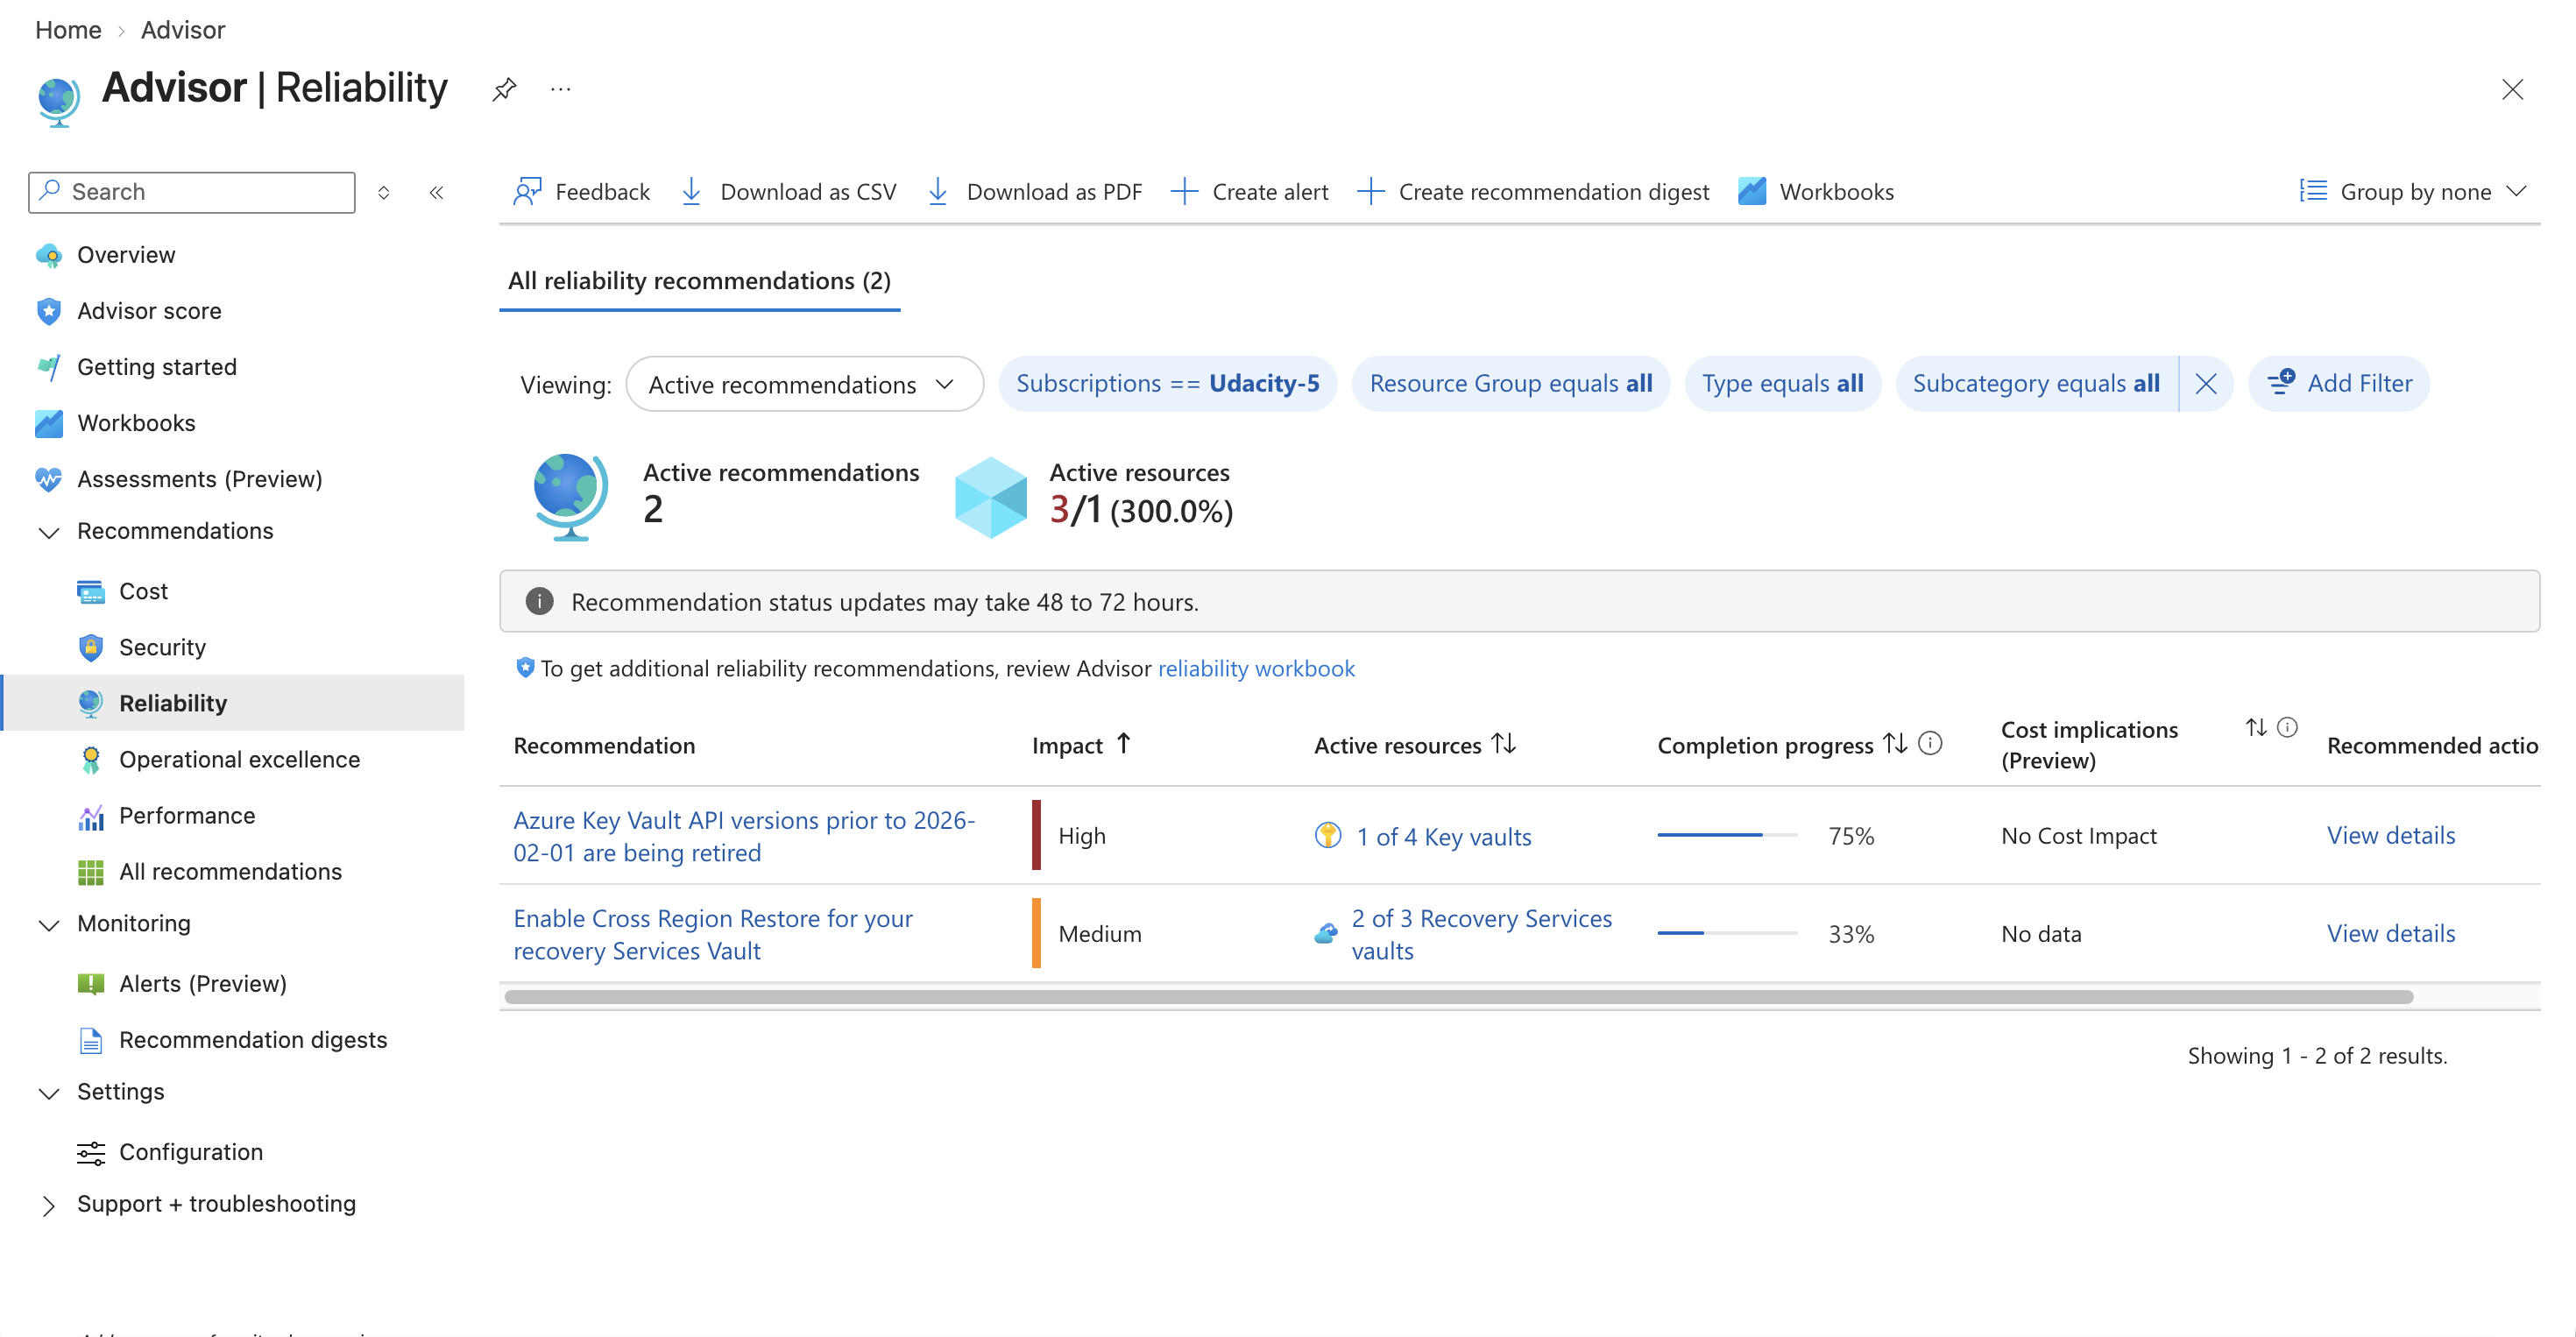 Home > Advisor
Advisor | Reliability
...
Search
Overview
Advisor score
Getting started
Workbooks
Assessments (Preview)
Recommendations
Cost
Security
Reliability
Operational excellence
Performance
All recommendations
Monitoring
Alerts (Preview)
Recommendation digests
Settings
Configuration
Support + troubleshooting
Feedback Download as CSV Download as PDF Create alert Create recommendation digest Workbooks Group by none
All reliability recommendations (2)
Viewing: Active recommendations Subscriptions == Udacity-5 Resource Group equals all Type equals all Subcategory equals all Add Filter
Active recommendations
2
Active resources
3/1 (300.0%)
Recommendation status updates may take 48 to 72 hours.
To get additional reliability recommendations, review Advisor reliability workbook
Recommendation Impact Active resources Completion progress Cost implications (Preview) Recommended actio
Azure Key Vault API versions prior to 2026-
02-01 are being retired
High
1 of 4 Key vaults
75%
No Cost Impact
View details
Enable Cross Region Restore for your
recovery Services Vault
Medium
2 of 3 Recovery Services
vaults
33%
No data
View details
Showing 1 - 2 of 2 results.